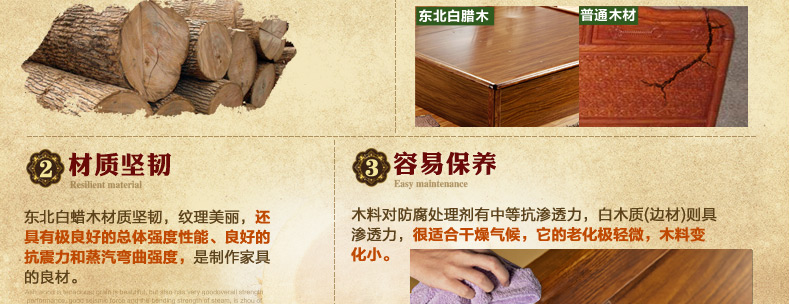 东北白腊木
普通木材
2 材质坚韧
Resilient material
东北白蜡木材质坚韧，纹理美丽，还
具有极良好的总体强度性能、良好的
抗震力和蒸汽弯曲强度，是制作家具
的良材。
3 容易保养
Easy maintenance
木料对防腐处理剂有中等抗渗透力，白木质(边材)则具
渗透力，很适合干燥气候，它的老化极轻微，木料变
化小。